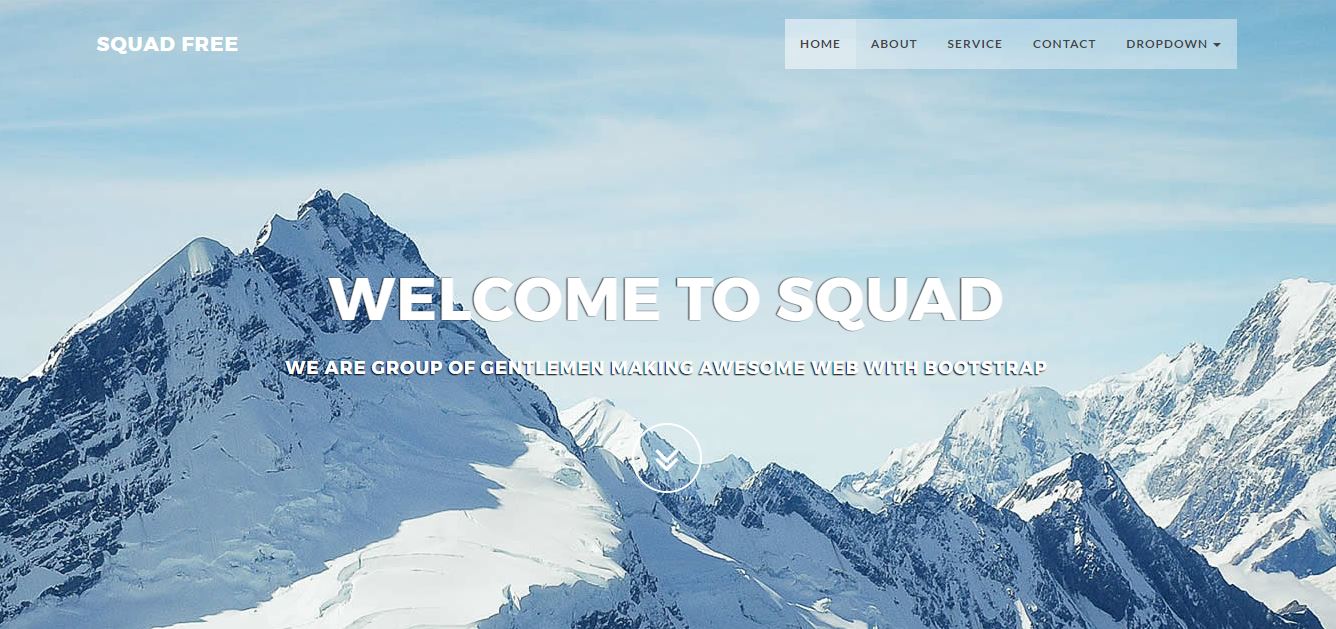 SQUAD FREE
HOME ABOUT SERVICE CONTACT DROPDOWN
WELCOME TO SQUAD
WE ARE GROUP OF GENTLEMEN MAKING AWESOME WEB WITH BOOTSTRAP